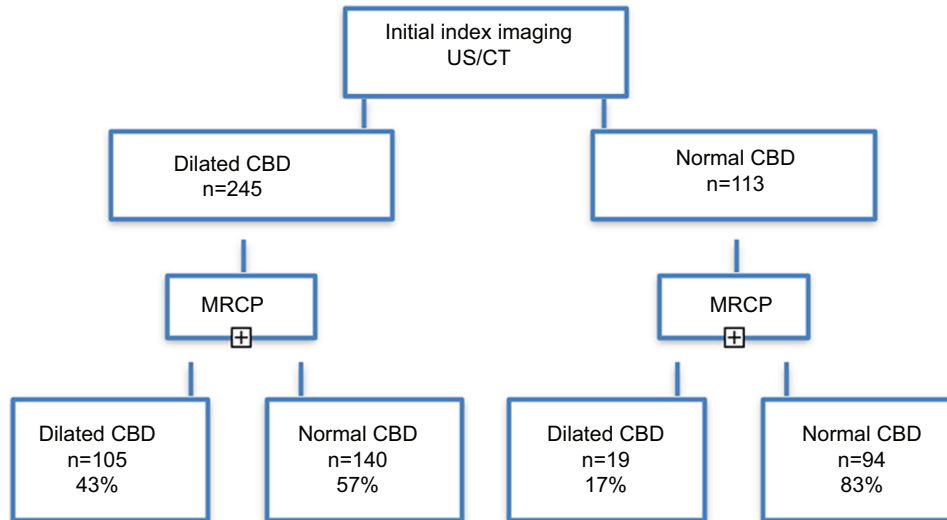 Initial index imaging
US/CT
Dilated CBD
n=245
Normal CBD
n=113
MRCP
MRCP
Dilated CBD
n=105
43%
Normal CBD
n=140
57%
Dilated CBD
n=19
17%
Normal CBD
n=94
83%